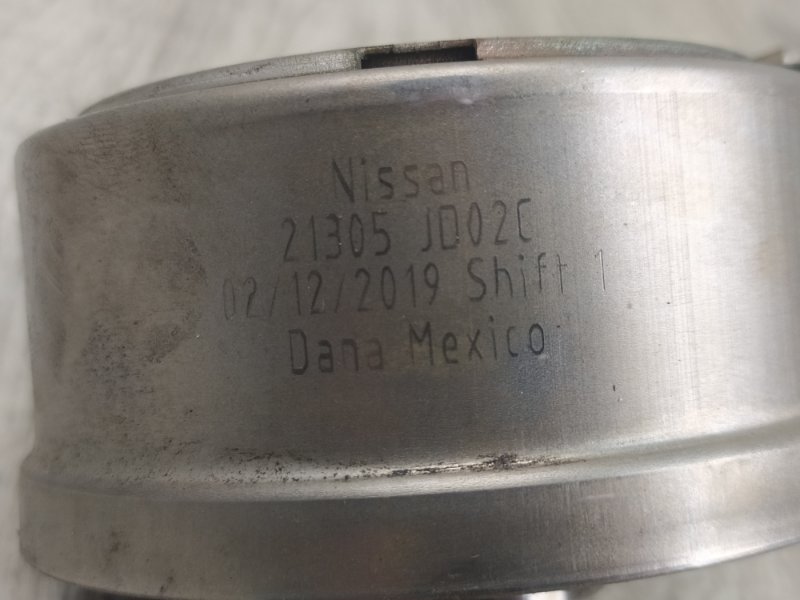 Nissan
21305 JD02C
02/12/2019 Shift 1
Dana Mexico